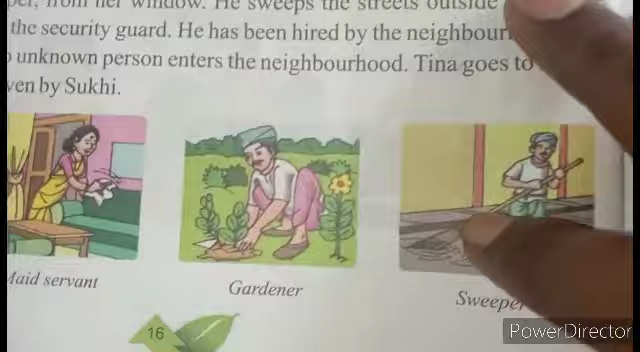 from her window. He sweeps the streets outside
the security guard. He has been hired by the
unknown person enters the neighbourhood. Tina goes to
by Sukhi.
Maid servant
Gardener
Sweeper
16
PowerDirector